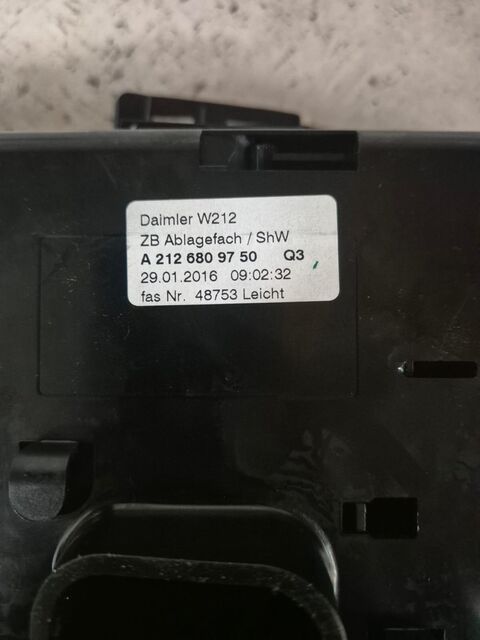 Daimler W212
ZB Ablagefach / ShW
A 212 680 97 50 Q3
29.01.2016 09:02:32
fas Nr. 48753 Leicht